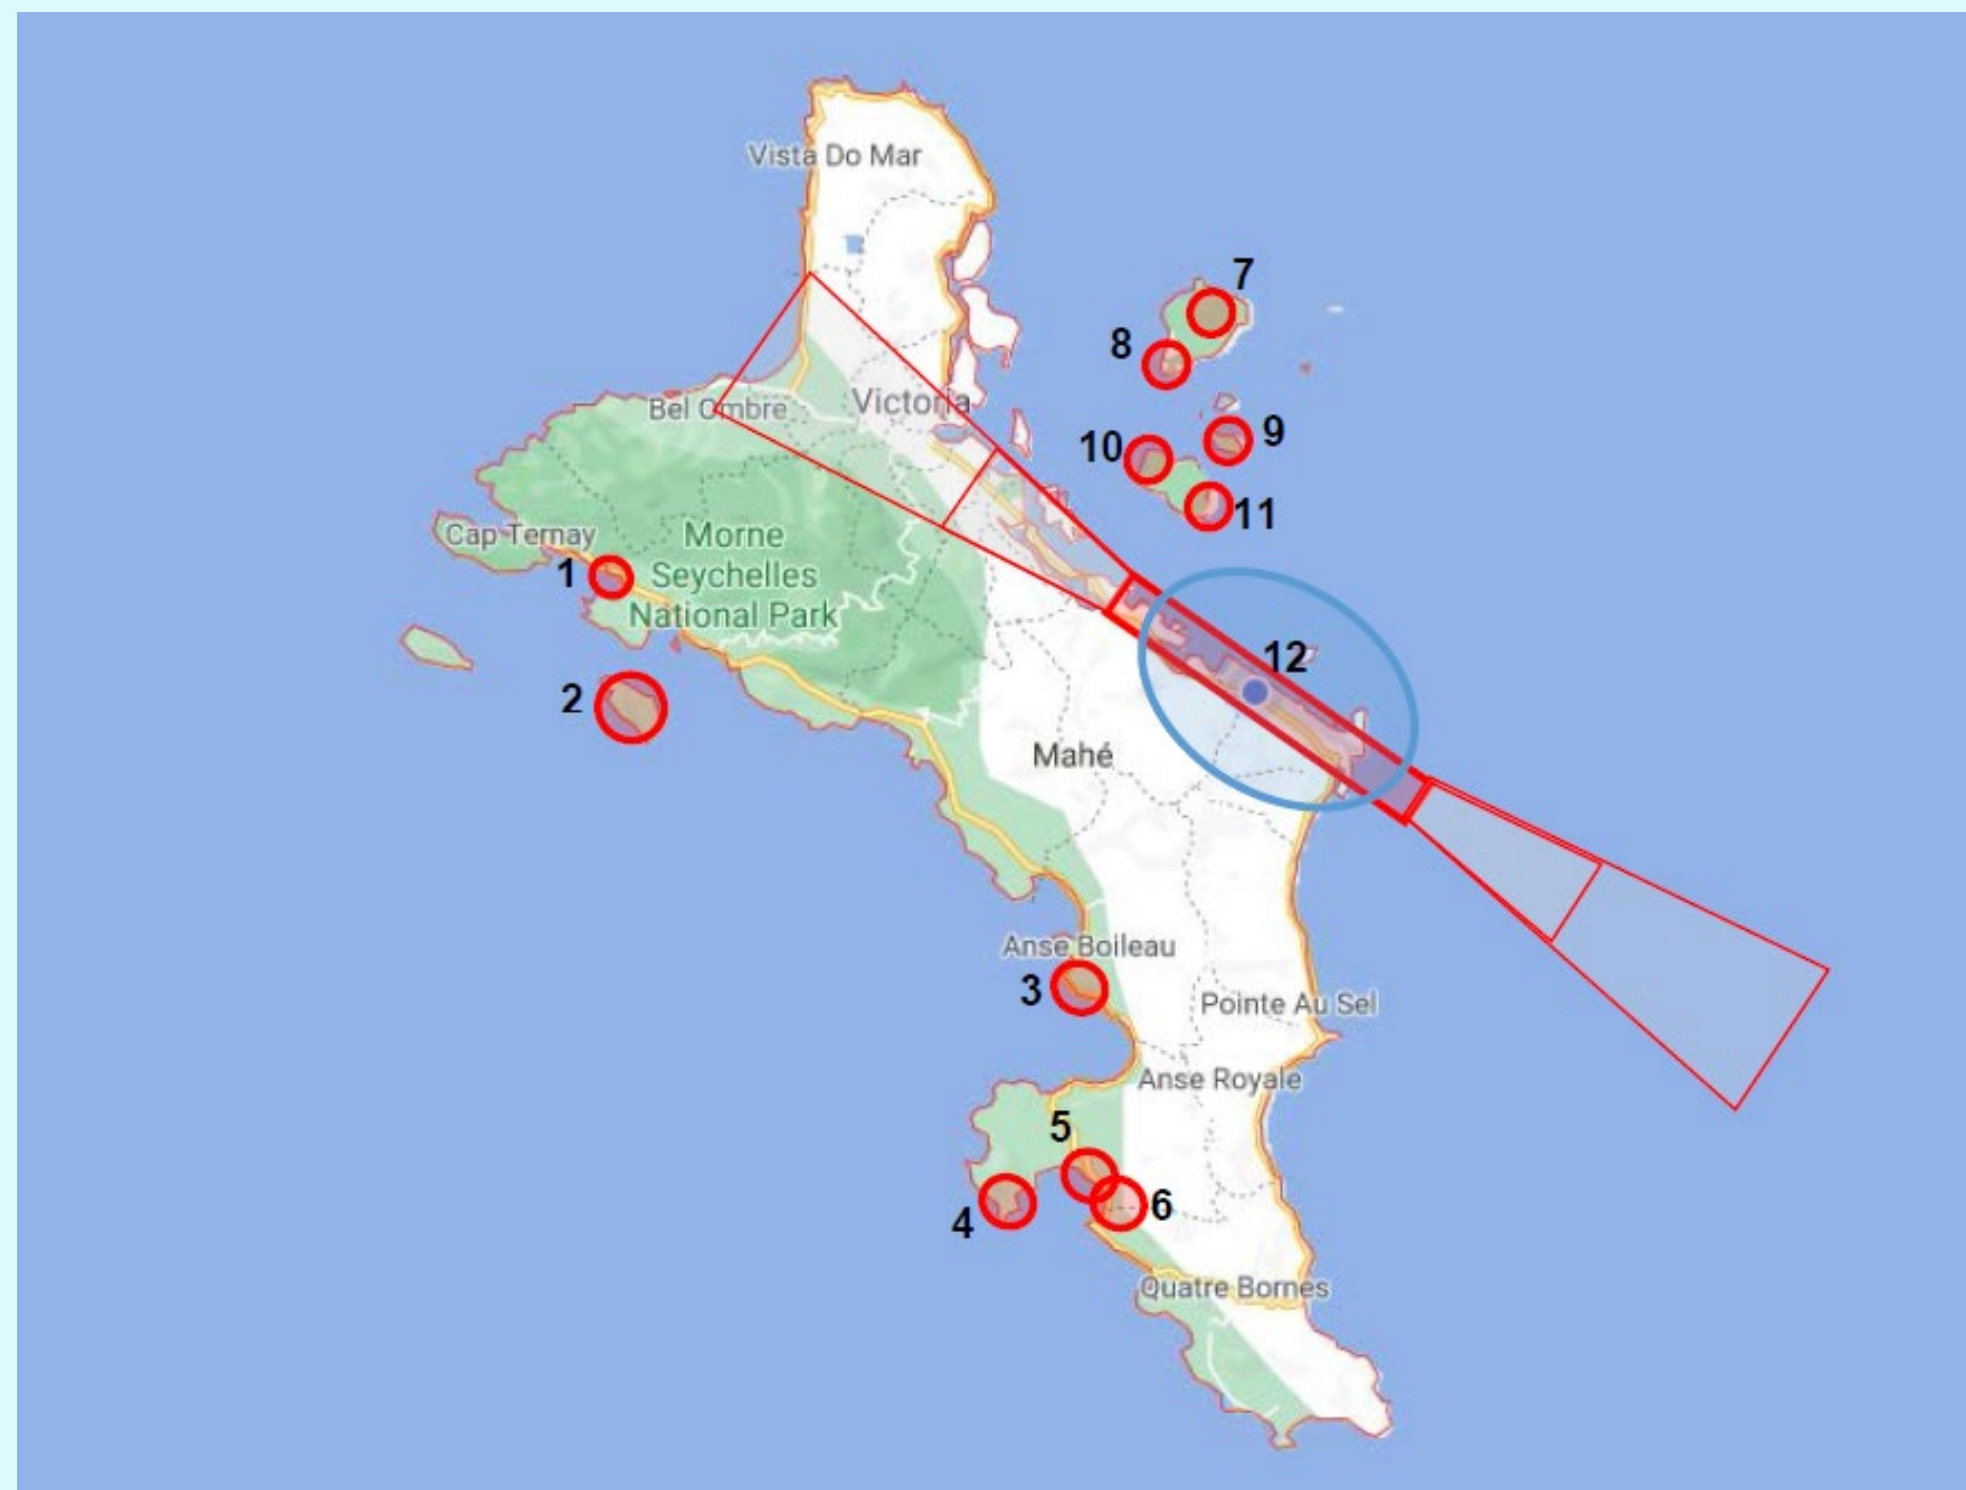 Vista Do Mar
7
8
Bel Ombre
Victoria
9
10
11
Cap Ternay
Morne
Seychelles
National Park
1
12
2
Mahé
Anse Boileau
3
Pointe Au Sel
Anse Royale
5
4
6
Quatre Bornes